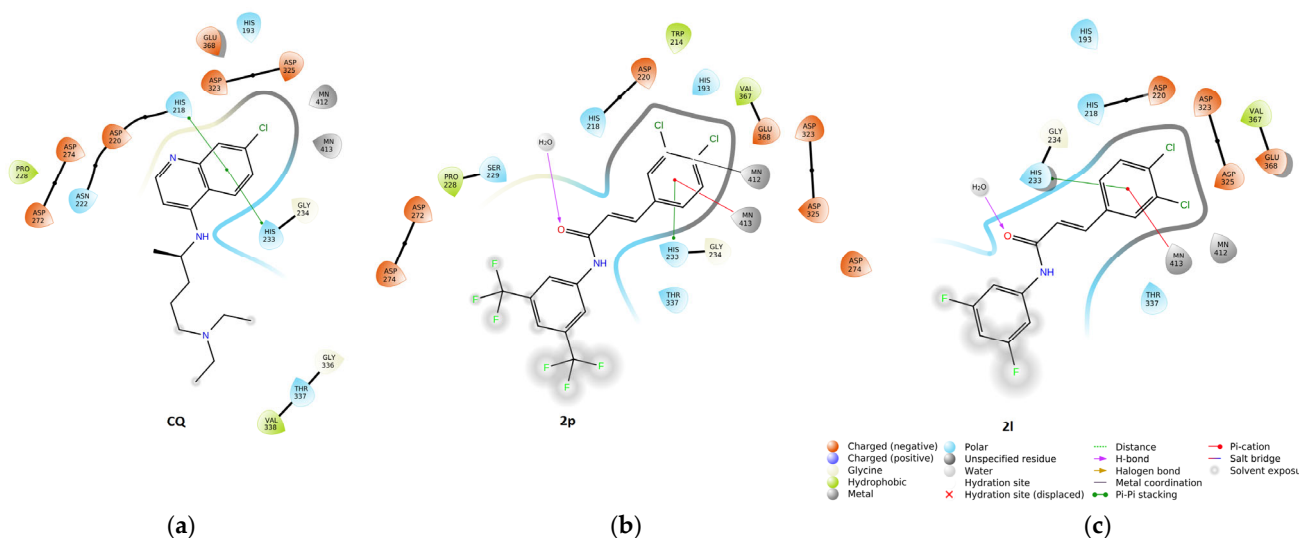 HIS
193
GLU
368
ASP
325
ASP
323
MN
412
HIS
218
MN
413
ASP
220
ASP
274
PRO
228
ASN
222
ASP
272
Cl
N
GLY
234
HIS
233
NH
N
GLY
336
THR
337
VAL
338
CQ
(a)
TRP
214
ASP
220
HIS
193
VAL
367
HIS
218
GLU
368
ASP
323
H₂O
Cl
Cl
MN
412
PRO
228
SER
229
MN
413
ASP
325
ASP
272
O
HIS
233
GLY
234
ASP
274
NH
THR
337
F
F
F
F
F
F
2p
(b)
HIS
193
ASP
220
ASP
323
HIS
218
VAL
367
GLY
234
GLU
368
HIS
233
Cl
ASP
325
H₂O
Cl
O
MN
412
MN
413
ASP
274
NH
THR
337
F
F
2l
(c)
Charged (negative)
Charged (positive)
Glycine
Hydrophobic
Metal
Polar
Unspecified residue
Water
Hydration site
Hydration site (displaced)
Distance
H-bond
Halogen bond
Metal coordination
Pi-Pi stacking
Pi-cation
Salt bridge
Solvent exposu